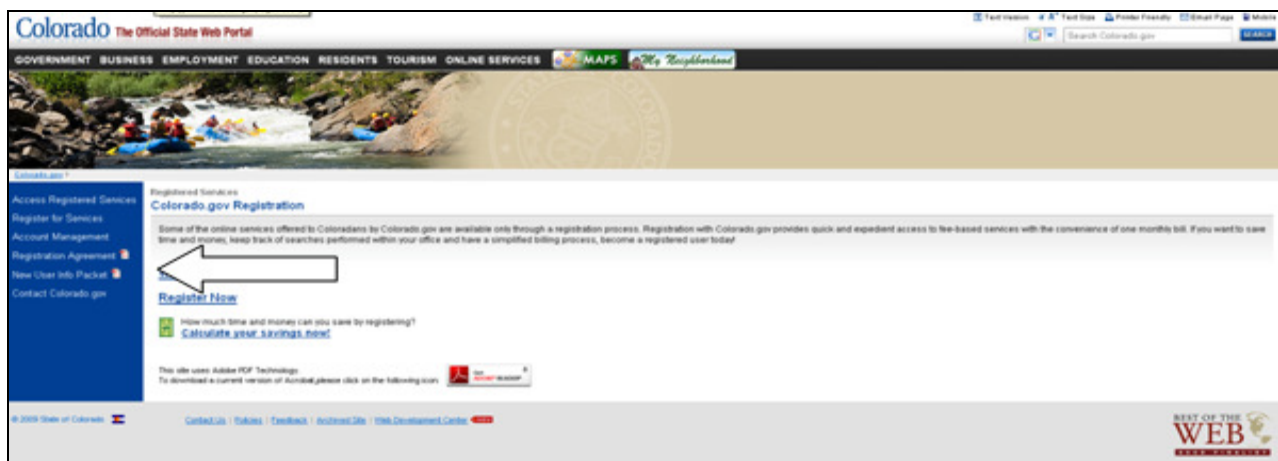 Colorado The Official State Web Portal
Text Version A A Text Size Printer Friendly Email Page Mobile
Search Colorado.gov SEARCH
GOVERNMENT BUSINESS EMPLOYMENT EDUCATION RESIDENTS TOURISM ONLINE SERVICES MAPS My Neighborhood
STATE OF COLORADO
Colorado.gov
Access Registered Services
Register for Services
Account Management
Registration Agreement
New User Info Packet
Contact Colorado.gov
Registered Services
Colorado.gov Registration
Some of the online services offered to Coloradans by Colorado.gov are available only through a registration process. Registration with Colorado.gov provides quick and expedient access to fee-based services with the convenience of one monthly bill. If you want to save
time and money, keep track of searches performed within your office and have a simplified billing process, become a registered user today!
Register Now
How much time and money can you save by registering?
Calculate your savings now!
This site uses Adobe PDF Technology.
To download a current version of Acrobat,please click on the following icon:
Get ADOBE READER
© 2009 State of Colorado
Contact Us | Policies | Feedback | Archived Site | Web Development Center
BEST OF THE
WEB